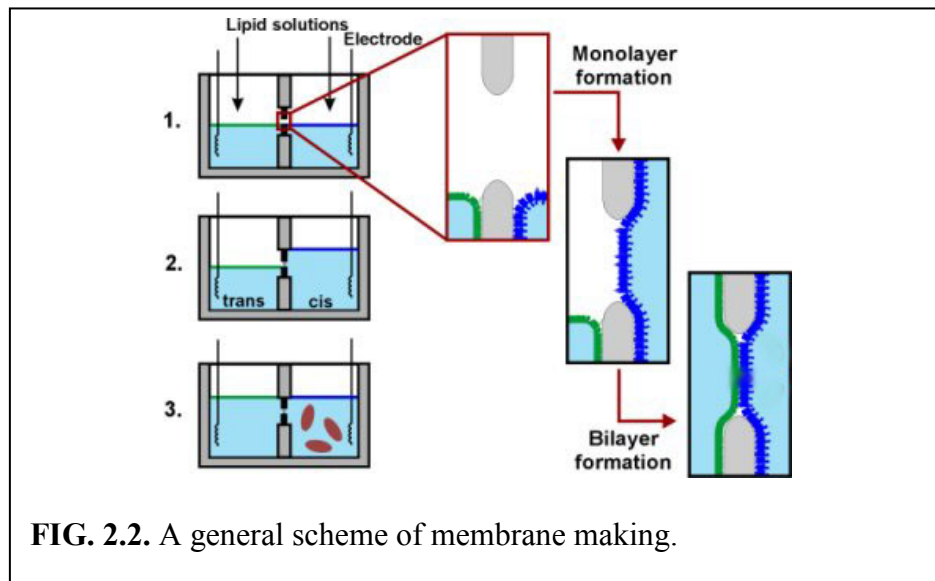 Lipid solutions
Electrode
Monolayer
formation
1.
2.
trans
cis
3.
Bilayer
formation
FIG. 2.2. A general scheme of membrane making.